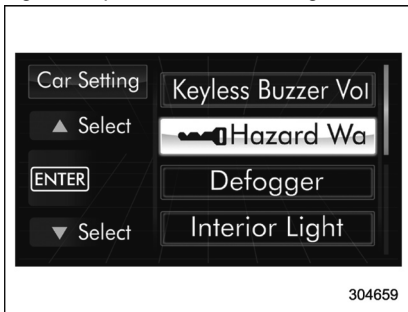 Car Setting
▲ Select
ENTER
▼ Select
Keyless Buzzer Vol
Hazard Wa
Defogger
Interior Light
304659